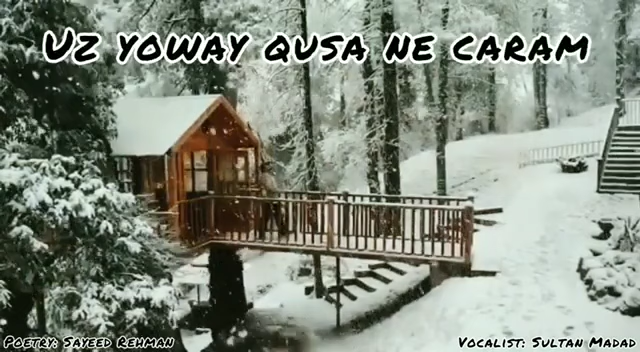 Uz yoway qusa ne caram
Poetry: Sayeed Rehman
Vocalist: Sultan Madad